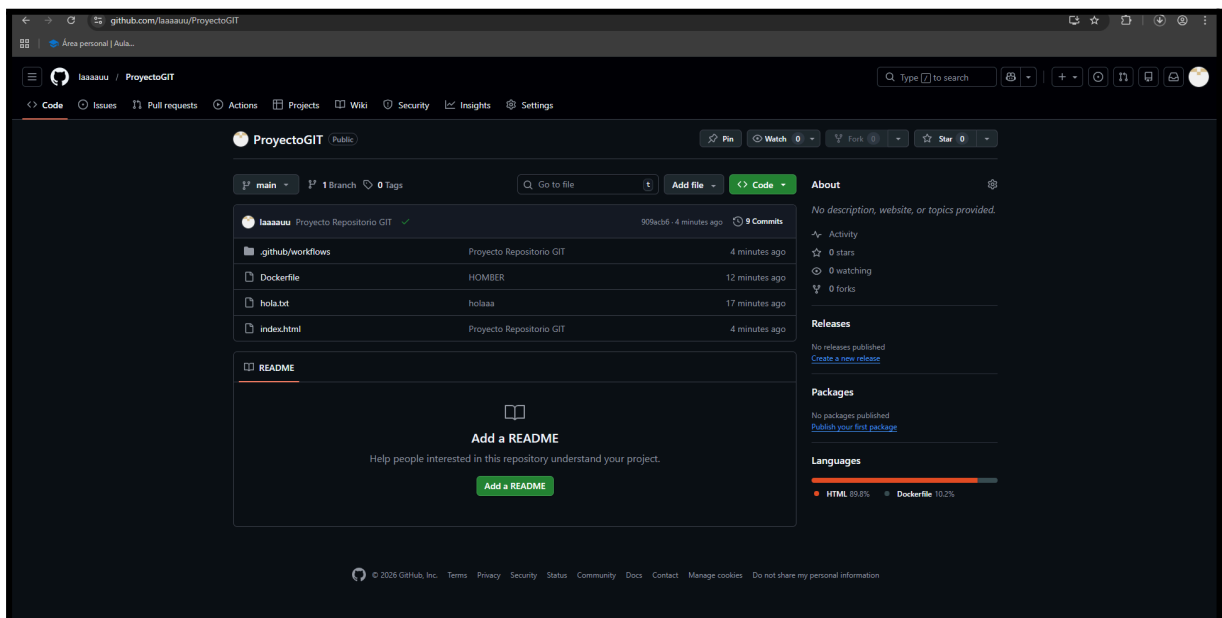 github.com/laaaauu/ProyectoGIT
Área personal | Aula...
laaaauu / ProyectoGIT
Type / to search
Code Issues Pull requests Actions Projects Wiki Security Insights Settings
ProyectoGIT Public
Pin Watch 0 Fork 0 Star 0
main 1 Branch 0 Tags
Go to file t Add file Code
laaaauu Proyecto Repositorio GIT 909acb6 · 4 minutes ago 9 Commits
.github/workflows Proyecto Repositorio GIT 4 minutes ago
Dockerfile HOMBER 12 minutes ago
hola.txt holaaa 17 minutes ago
index.html Proyecto Repositorio GIT 4 minutes ago
README
Add a README
Help people interested in this repository understand your project.
Add a README
About
No description, website, or topics provided.
Activity
0 stars
0 watching
0 forks
Releases
No releases published
Create a new release
Packages
No packages published
Publish your first package
Languages
HTML 89.8% Dockerfile 10.2%
© 2026 GitHub, Inc. Terms Privacy Security Status Community Docs Contact Manage cookies Do not share my personal information